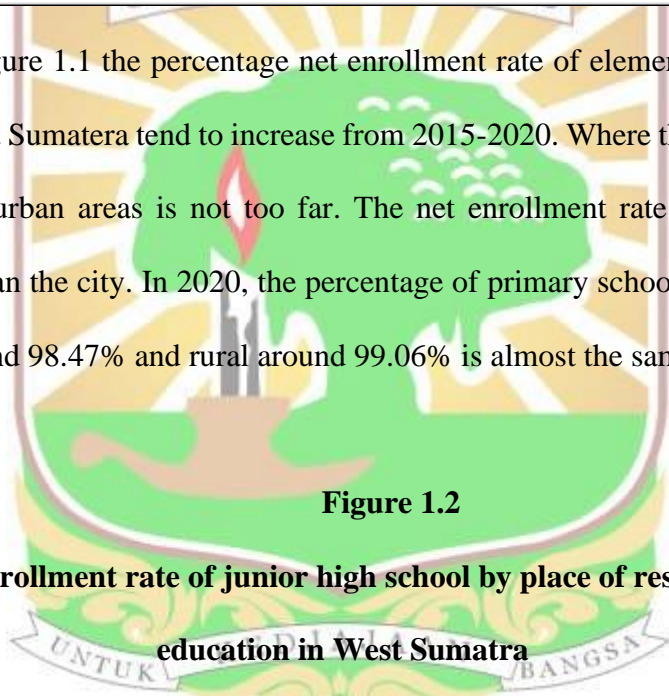 gure 1.1 the percentage net enrollment rate of elemen
Sumatera tend to increase from 2015-2020. Where th
urban areas is not too far. The net enrollment rate
an the city. In 2020, the percentage of primary schoo
nd 98.47% and rural around 99.06% is almost the sam
Figure 1.2
rollment rate of junior high school by place of res
education in West Sumatra
UNTUK BANGSA